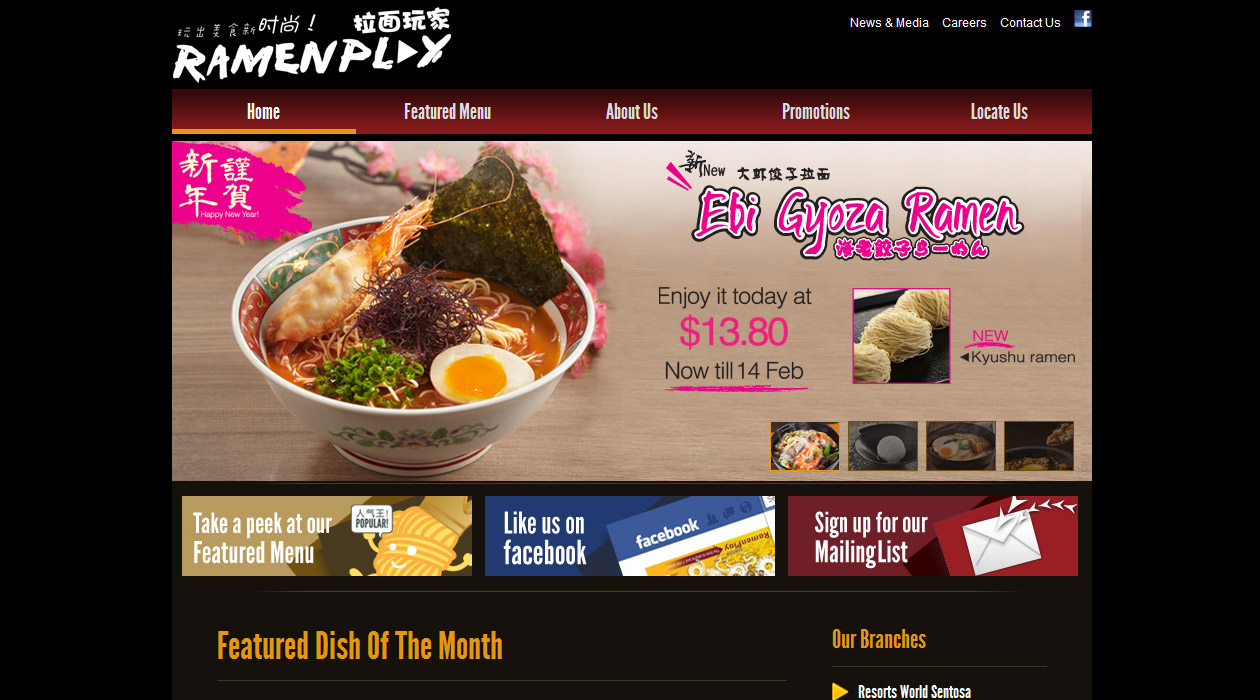 玩出美食新时尚！
拉面玩家
RAMENPLAY
News & Media
Careers
Contact Us
Home
Featured Menu
About Us
Promotions
Locate Us
新年
謹賀
Happy New Year!
新New 大虾饺子拉面
Ebi Gyoza Ramen
海老餃子らーめん
Enjoy it today at
$13.80
Now till 14 Feb
NEW
Kyushu ramen
Take a peek at our
Featured Menu
人气王!
POPULAR!
Like us on
facebook
facebook
RamenPlay
Sign up for our
Mailing List
Featured Dish Of The Month
Our Branches
Resorts World Sentosa